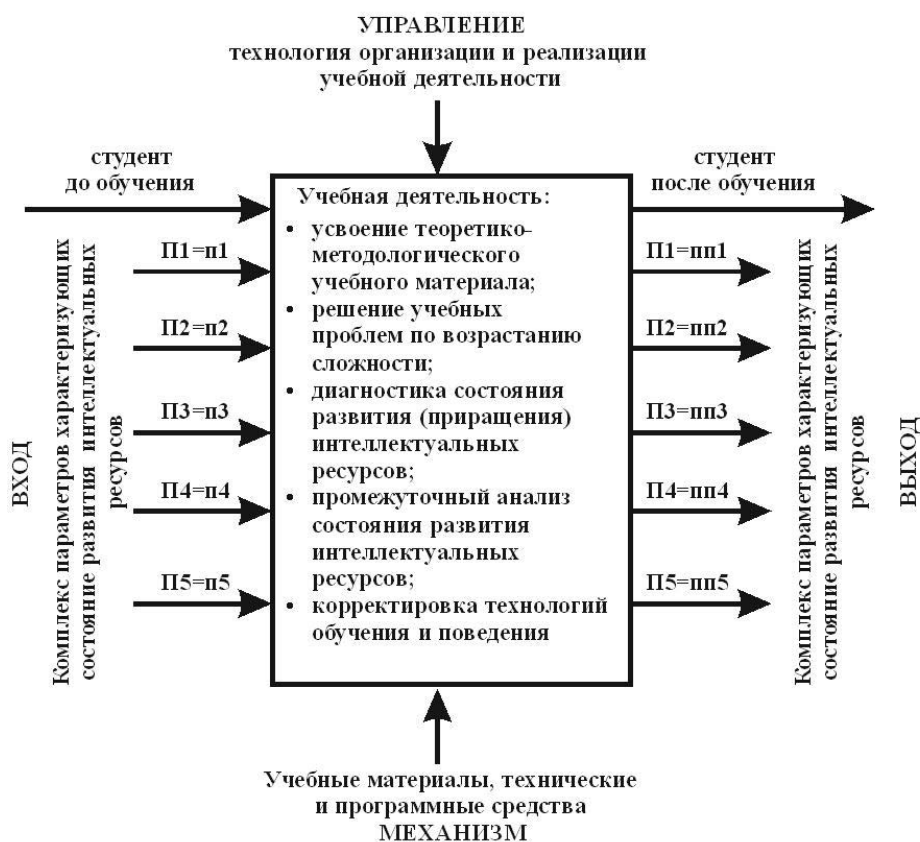 УПРАВЛЕНИЕ
технология организации и реализации
учебной деятельности
студент
до обучения
студент
после обучения
ВХОД
Комплекс параметров характеризующих
состояние развития интеллектуальных
ресурсов
П1=п1
П2=п2
П3=п3
П4=п4
П5=п5
Учебная деятельность:
• усвоение теоретико-
методологического
учебного материала;
• решение учебных
проблем по возрастанию
сложности;
• диагностика состояния
развития (приращения)
интеллектуальных
ресурсов;
• промежуточный анализ
состояния развития
интеллектуальных
ресурсов;
• корректировка технологий
обучения и поведения
П1=пп1
П2=пп2
П3=пп3
П4=пп4
П5=пп5
Комплекс параметров характеризующих
состояние развития интеллектуальных
ресурсов
ВЫХОД
Учебные материалы, технические
и программные средства
МЕХАНИЗМ